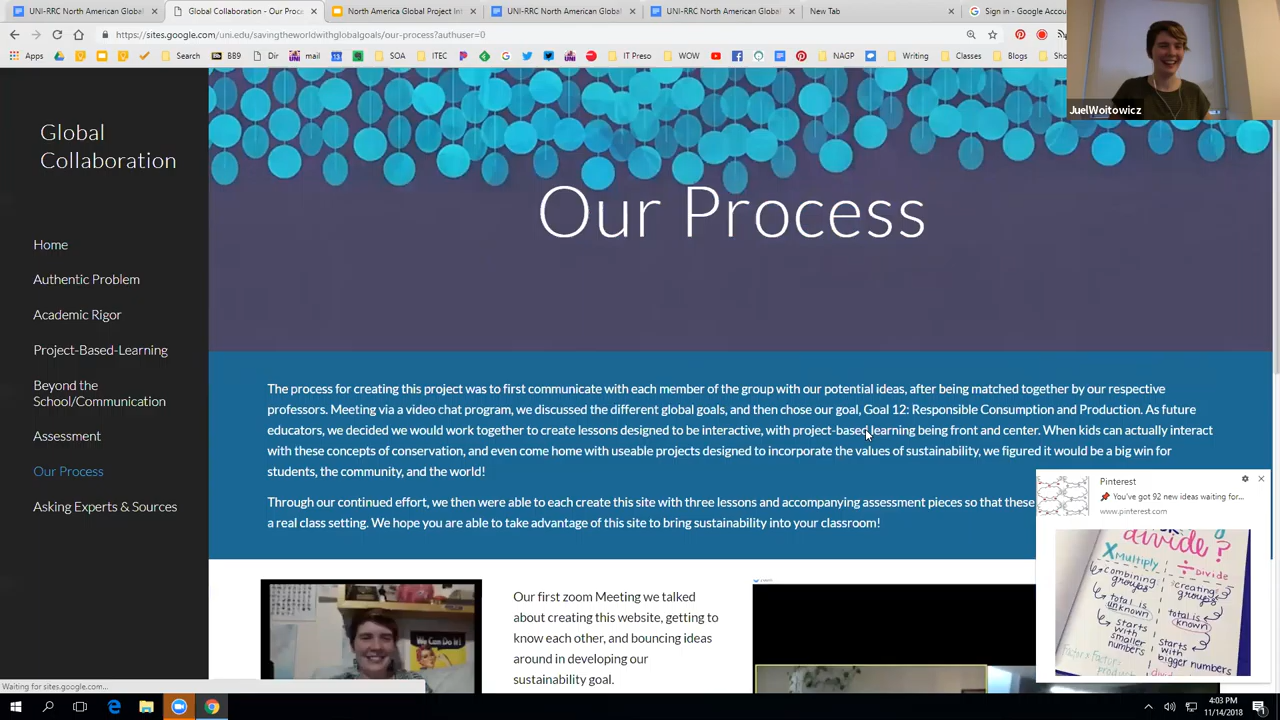 UNI-RRC North American Global
Global Collaboration - Our Proce
North America Global Project Int
UNI-RRC North American Global
UNI-RRC North American Global
New Tab
Sign in - Google Accou
https://sites.google.com/uni.edu/savingtheworldwithglobalgoals/our-process?authuser=0
Apps
Search
BB9
Dir
mail
SOA
ITEC
IT Preso
WOW
NAGP
Writing
Classes
Blogs
JuelWoitowicz
Global
Collaboration
Home
Authentic Problem
Academic Rigor
Project-Based-Learning
Beyond the
School/Communication
Assessment
Our Process
Asking Experts & Sources
Our Process
The process for creating this project was to first communicate with each member of the group with our potential ideas, after being matched together by our respective
professors. Meeting via a video chat program, we discussed the different global goals, and then chose our goal, Goal 12: Responsible Consumption and Production. As future
educators, we decided we would work together to create lessons designed to be interactive, with project-based learning being front and center. When kids can actually interact
with these concepts of conservation, and even come home with useable projects designed to incorporate the values of sustainability, we figured it would be a big win for
students, the community, and the world!
Through our continued effort, we then were able to each create this site with three lessons and accompanying assessment pieces so that these
a real class setting. We hope you are able to take advantage of this site to bring sustainability into your classroom!
We Can Do It!
Our first zoom Meeting we talked
about creating this website, getting to
know each other, and bouncing ideas
around in developing our
sustainability goal.
Pinterest
You've got 92 new ideas waiting for...
www.pinterest.com
divide?
X Multiply
÷ Divide
combining
groups
total is
unknown
starts
with
smaller
numbers
creating
groups
total is
known
starts
with
bigger numbers
Waiting for sites.google.com...
4:03 PM
11/14/2018